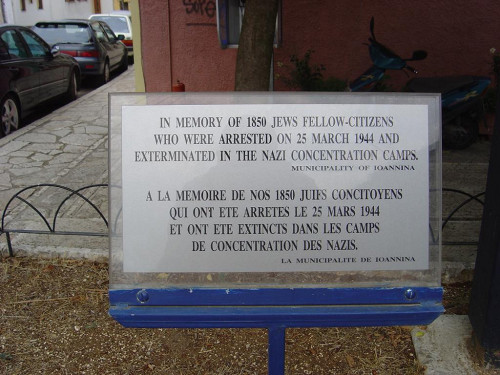 IN MEMORY OF 1850 JEWS FELLOW-CITIZENS
WHO WERE ARRESTED ON 25 MARCH 1944 AND
EXTERMINATED IN THE NAZI CONCENTRATION CAMPS.
MUNICIPALITY OF IOANNINA
A LA MEMOIRE DE NOS 1850 JUIFS CONCITOYENS
QUI ONT ETE ARRETES LE 25 MARS 1944
ET ONT ETE EXTINCTS DANS LES CAMPS
DE CONCENTRATION DES NAZIS.
LA MUNICIPALITE DE IOANNINA